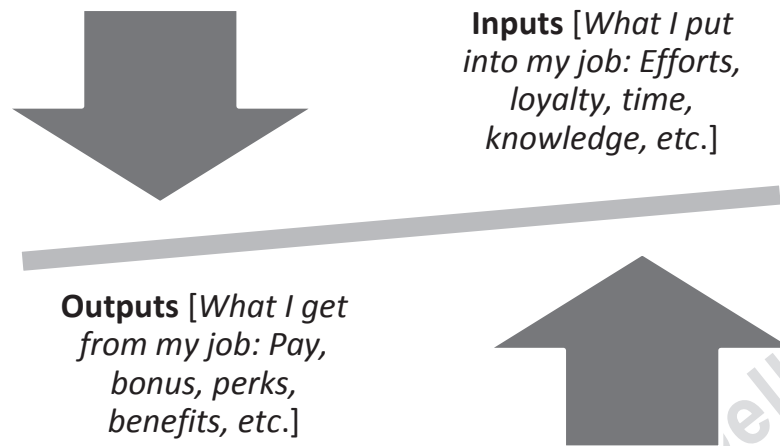 Inputs [What I put
into my job: Efforts,
loyalty, time,
knowledge, etc.]
Outputs [What I get
from my job: Pay,
bonus, perks,
benefits, etc.]